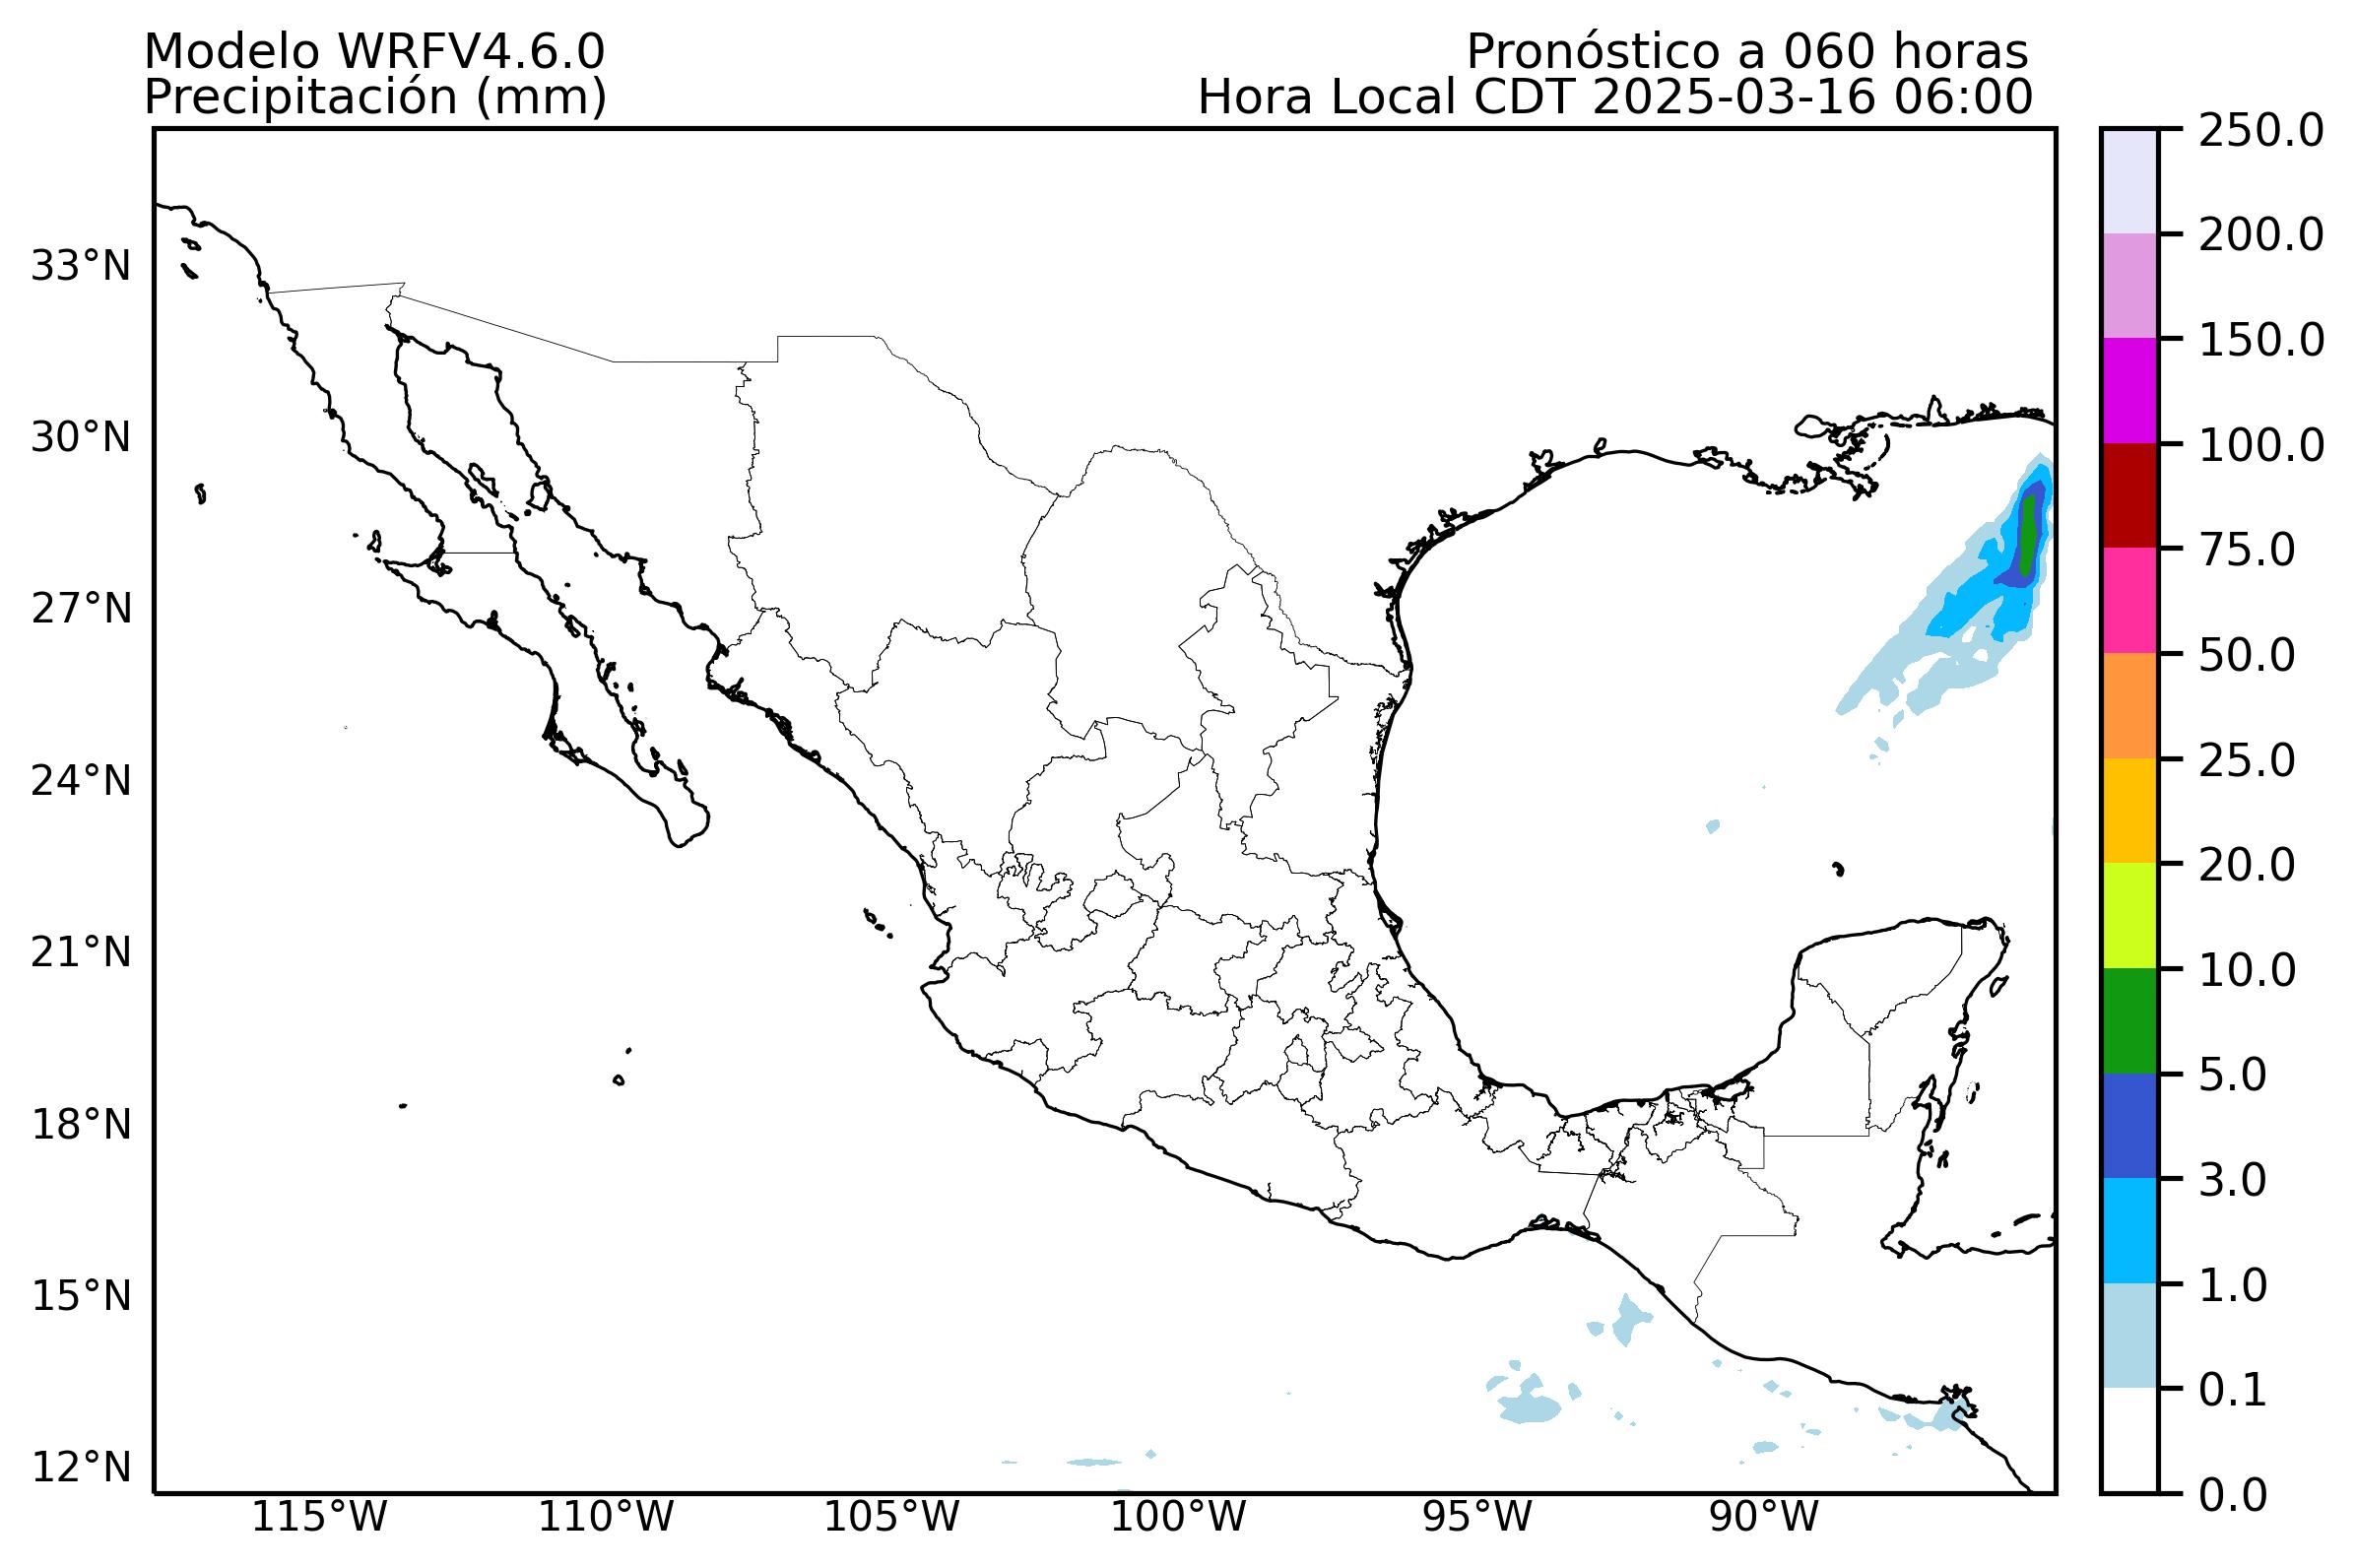 Modelo WRFV4.6.0
Pronóstico a 060 horas
Precipitación (mm)
Hora Local CDT 2025-03-16 06:00
33°N
30°N
27°N
24°N
21°N
18°N
15°N
12°N
115°W
110°W
105°W
100°W
95°W
90°W
250.0
200.0
150.0
100.0
75.0
50.0
25.0
20.0
10.0
5.0
3.0
1.0
0.1
0.0